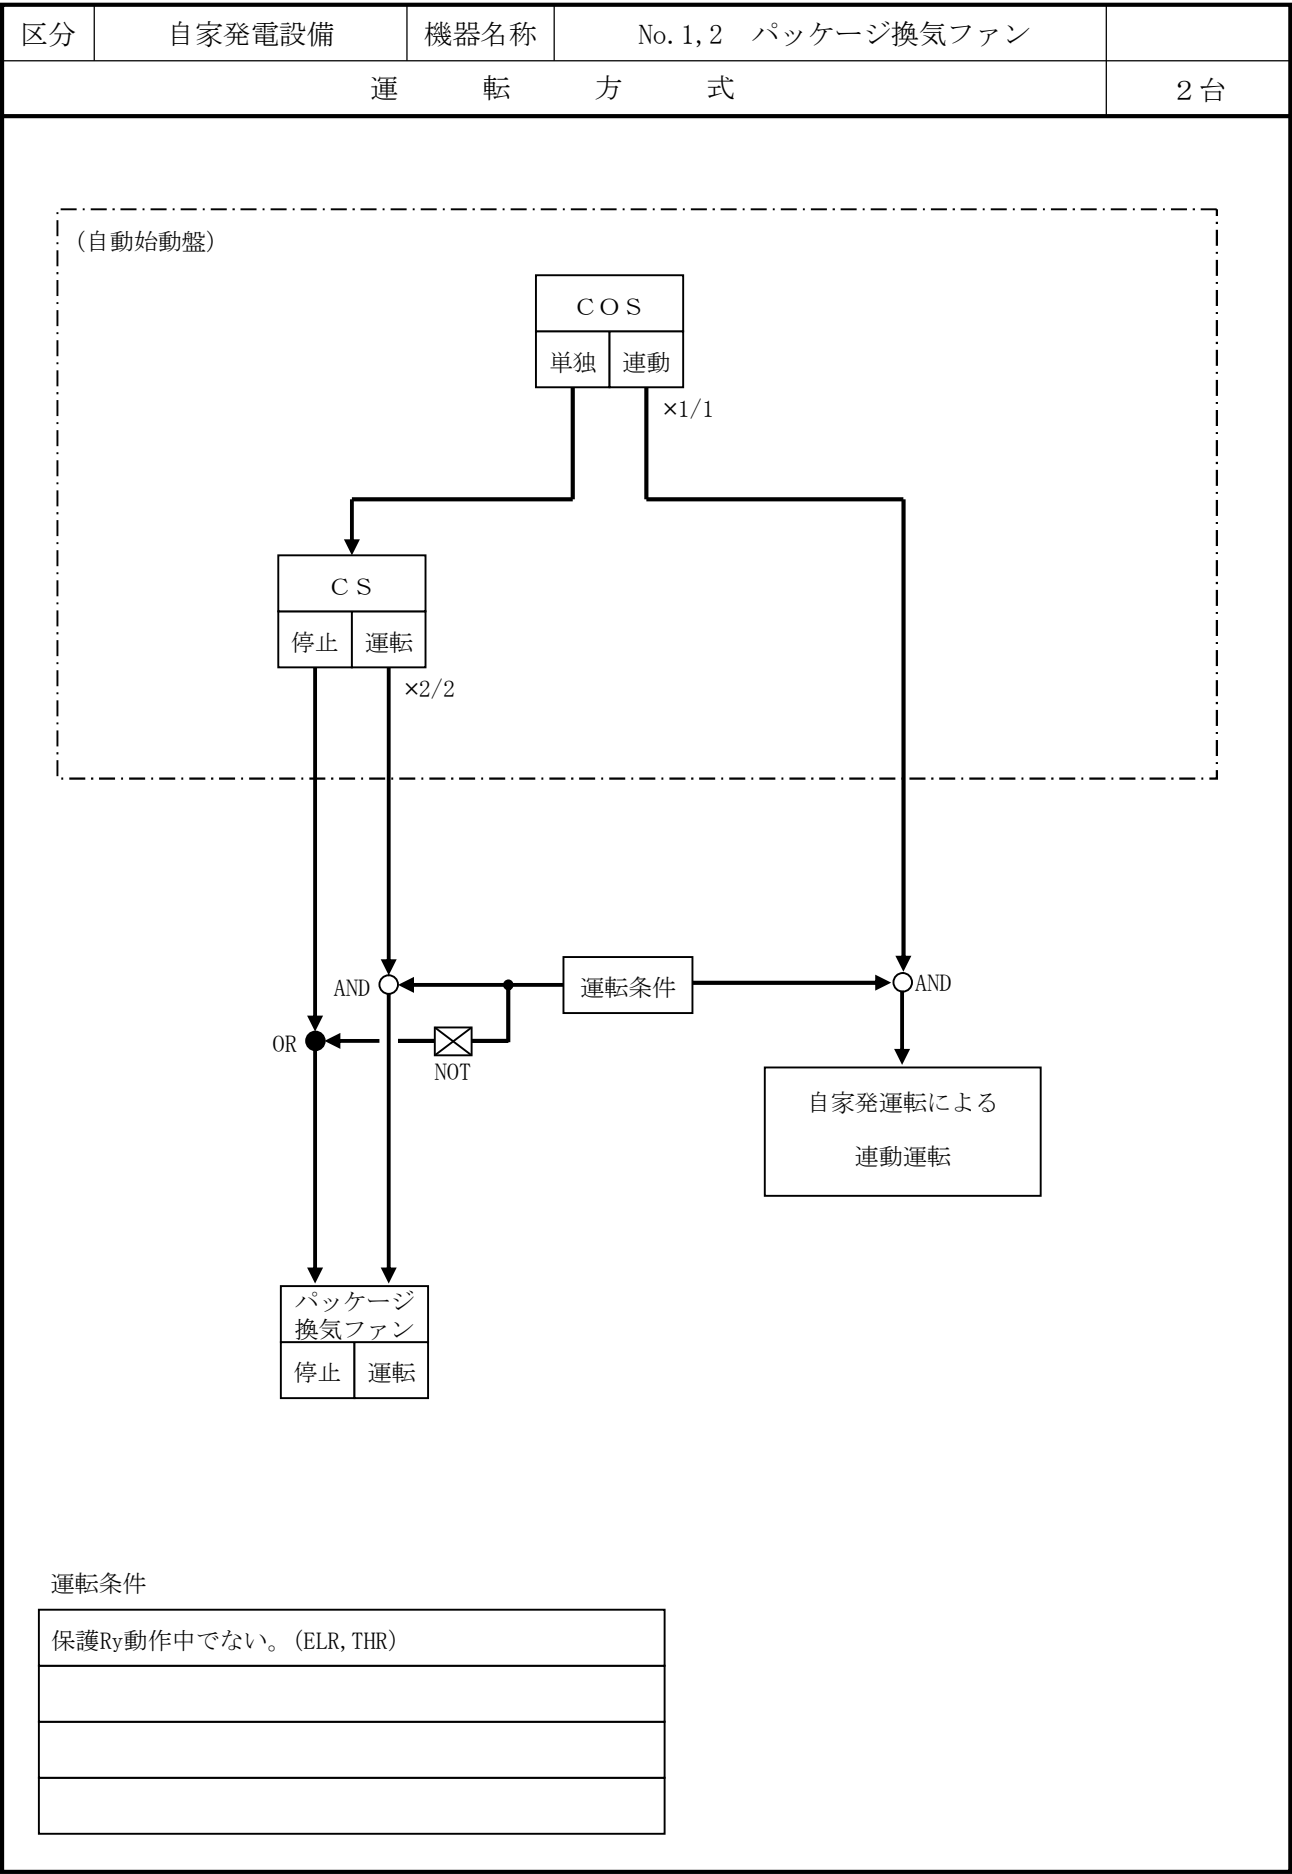 区分 自家発電設備 機器名称 No.1,2 パッケージ換気ファン
運 転 方 式 2台
(自動始動盤)
COS
単独 連動
×1/1
CS
停止 運転
×2/2
AND 運転条件 AND
OR
NOT
自家発運転による
連動運転
パッケージ
換気ファン
停止 運転
運転条件
保護Ry動作中でない。(ELR,THR)